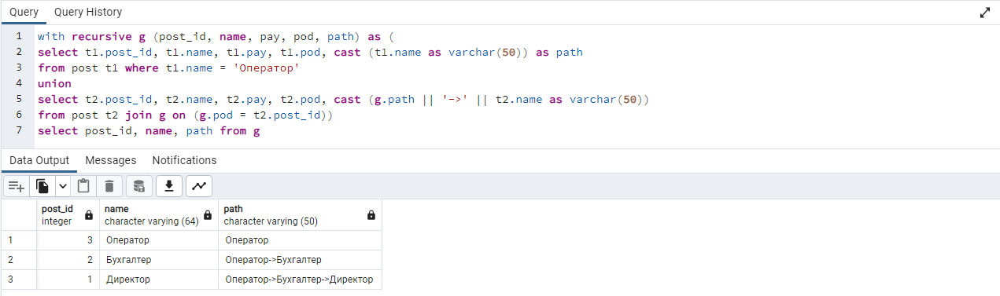 Query Query History
1 with recursive g (post_id, name, pay, pod, path) as (
2 select t1.post_id, t1.name, t1.pay, t1.pod, cast (t1.name as varchar(50)) as path
3 from post t1 where t1.name = 'Оператор'
4 union
5 select t2.post_id, t2.name, t2.pay, t2.pod, cast (g.path || '->' || t2.name as varchar(50))
6 from post t2 join g on (g.pod = t2.post_id))
7 select post_id, name, path from g
Data Output Messages Notifications
post_id name path
integer character varying (64) character varying (50)
1 3 Оператор Оператор
2 2 Бухгалтер Оператор->Бухгалтер
3 1 Директор Оператор->Бухгалтер->Директор